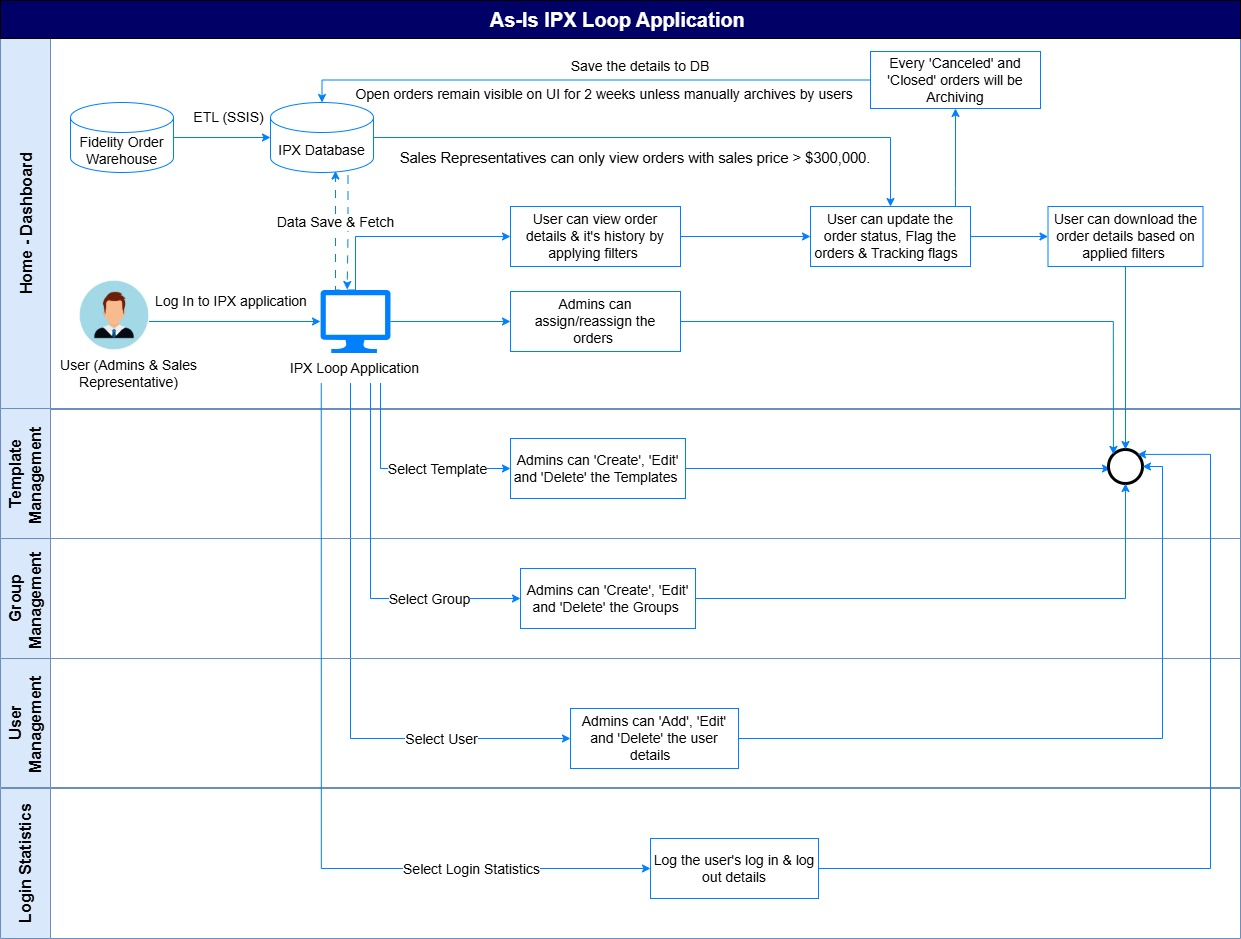 As-Is IPX Loop Application
Home - Dashboard
Save the details to DB
Every 'Canceled' and
'Closed' orders will be
Archiving
Open orders remain visible on UI for 2 weeks unless manually archives by users
ETL (SSIS)
Fidelity Order
Warehouse
IPX Database
Sales Representatives can only view orders with sales price > $300,000.
Data Save & Fetch
User can view order
details & it's history by
applying filters
User can update the
order status, Flag the
orders & Tracking flags
User can download the
order details based on
applied filters
Log In to IPX application
Admins can
assign/reassign the
orders
User (Admins & Sales
Representative)
IPX Loop Application
Template
Management
Select Template
Admins can 'Create', 'Edit'
and 'Delete' the Templates
Group
Management
Select Group
Admins can 'Create', 'Edit'
and 'Delete' the Groups
User
Management
Select User
Admins can 'Add', 'Edit'
and 'Delete' the user
details
Login Statistics
Select Login Statistics
Log the user's log in & log
out details